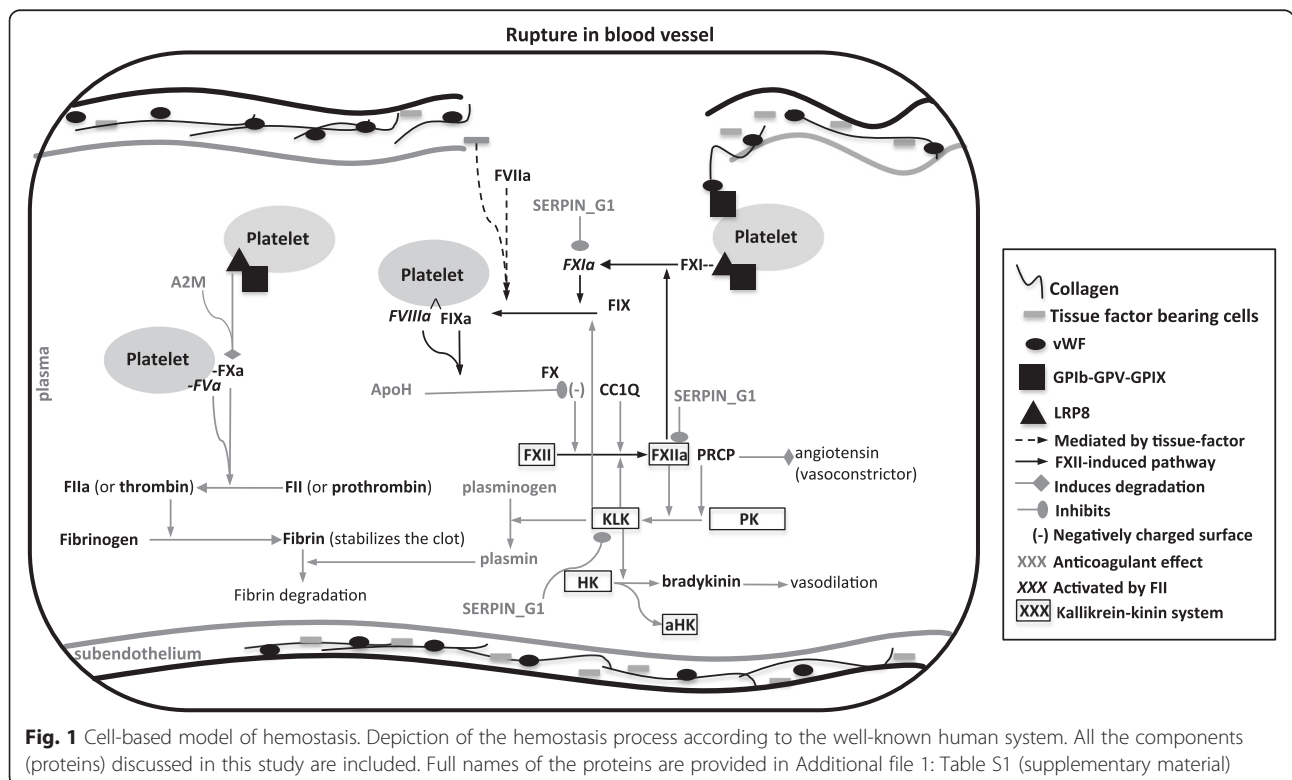 Rupture in blood vessel
FVIIa
SERPIN_G1
Platelet
Platelet
A2M
Platelet
FXIa
FXI--
FIX
FVIIIa
FIXa
plasma
Platelet
-FXa
-FVa
FX
ApoH
(-)
CC1Q
SERPIN_G1
FXII
FXIIa
PRCP
angiotensin
(vasoconstrictor)
FIIa (or thrombin)
FII (or prothrombin)
plasminogen
KLK
PK
Fibrinogen
Fibrin (stabilizes the clot)
plasmin
Fibrin degradation
SERPIN_G1
HK
bradykinin
vasodilation
aHK
subendothelium
Collagen
Tissue factor bearing cells
vWF
GPIb-GPV-GPIX
LRP8
Mediated by tissue-factor
FXII-induced pathway
Induces degradation
Inhibits
(-) Negatively charged surface
XXX Anticoagulant effect
XXX Activated by FII
XXX Kallikrein-kinin system
Fig. 1 Cell-based model of hemostasis. Depiction of the hemostasis process according to the well-known human system. All the components
(proteins) discussed in this study are included. Full names of the proteins are provided in Additional file 1: Table S1 (supplementary material)